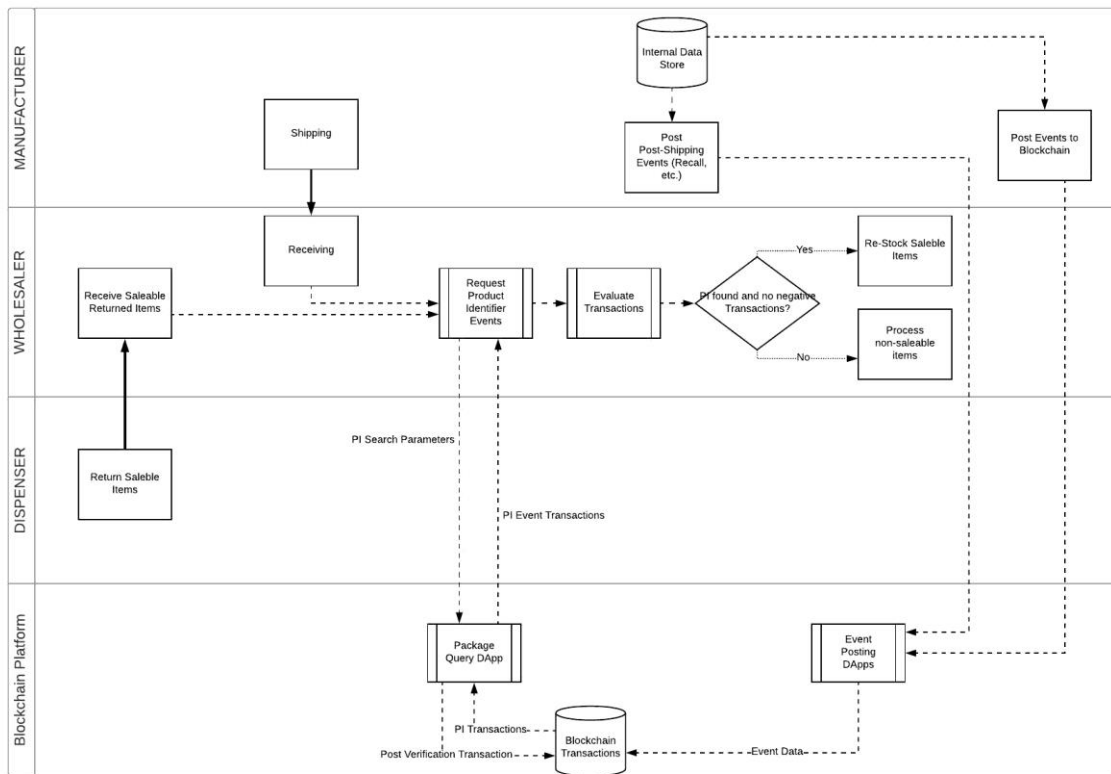 MANUFACTURER
Internal Data
Store
Shipping
Post
Post-Shipping
Events (Recall,
etc.)
Post Events to
Blockchain
WHOLESALER
Receiving
Receive Saleable
Returned Items
Request
Product
Identifier
Events
Evaluate
Transactions
PI found and no negative
Transactions?
Yes
No
Re-Stock Saleble
Items
Process
non-saleable
items
DISPENSER
Return Saleble
Items
PI Search Parameters
PI Event Transactions
Blockchain Platform
Package
Query DApp
Event
Posting
DApps
PI Transactions
Post Verification Transaction
Blockchain
Transactions
Event Data